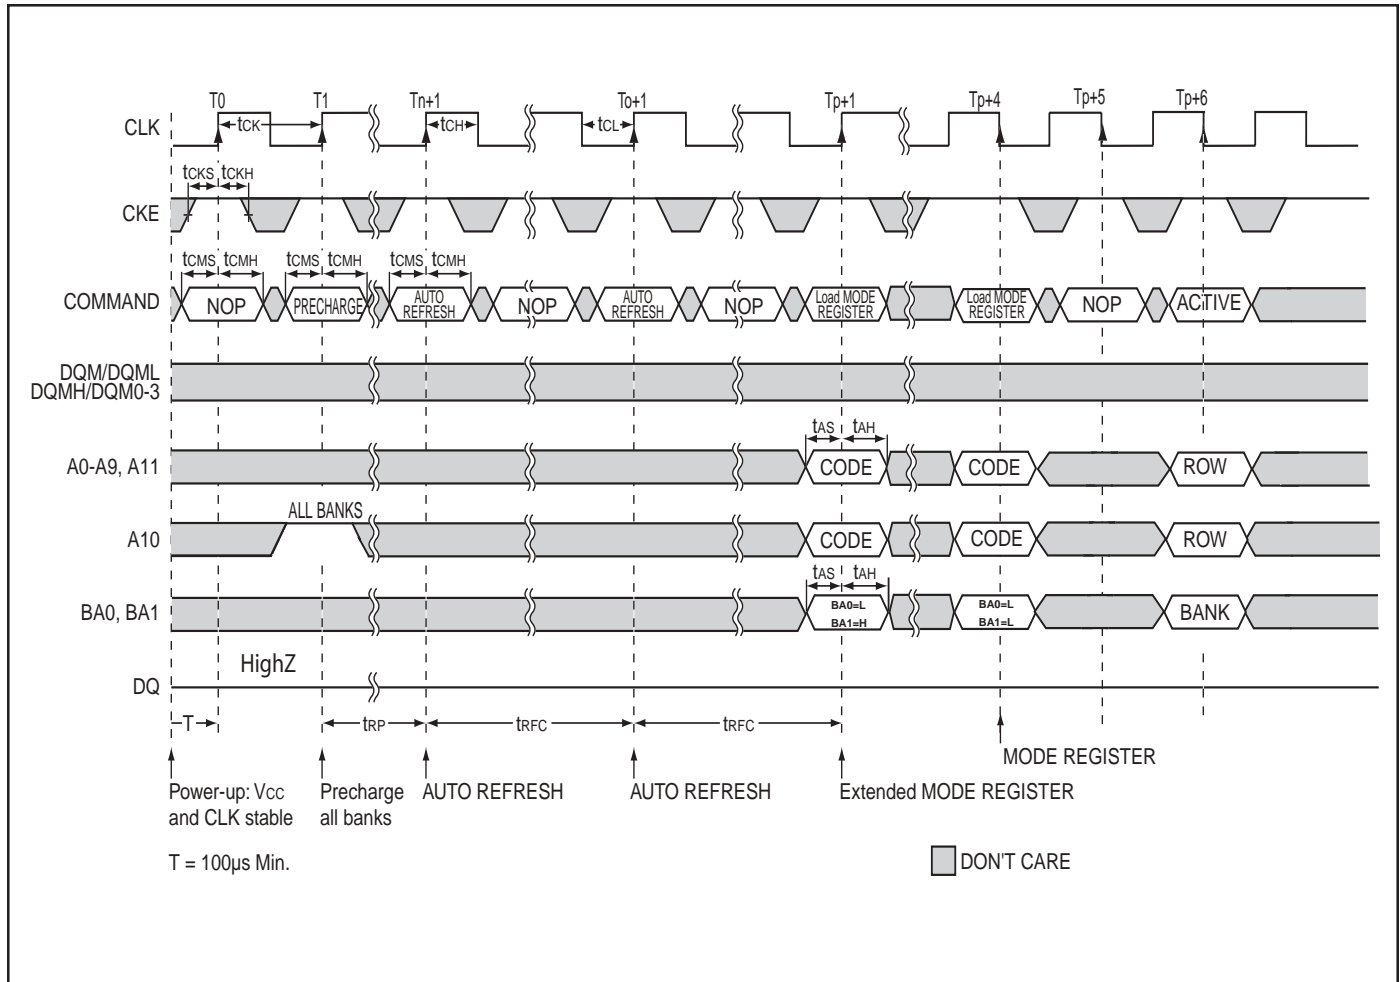 T0 T1 Tn+1 To+1 Tp+1 Tp+4 Tp+5 Tp+6
CLK tCK tCH tCL
tCKS tCKH
CKE
tCMS tCMH tCMS tCMH tCMS tCMH
COMMAND NOP PRECHARGE AUTO REFRESH NOP AUTO REFRESH NOP Load MODE REGISTER Load MODE REGISTER NOP ACTIVE
DQM/DQML
DQMH/DQM0-3
tAS tAH
A0-A9, A11 CODE CODE ROW
ALL BANKS
A10 CODE CODE ROW
tAS tAH
BA0, BA1 BA0=L BA1=H BA0=L BA1=L BANK
HighZ
DQ
T tRP tRFC tRFC
MODE REGISTER
Power-up: VCC Precharge AUTO REFRESH AUTO REFRESH Extended MODE REGISTER
and CLK stable all banks
T = 100µs Min. DON'T CARE